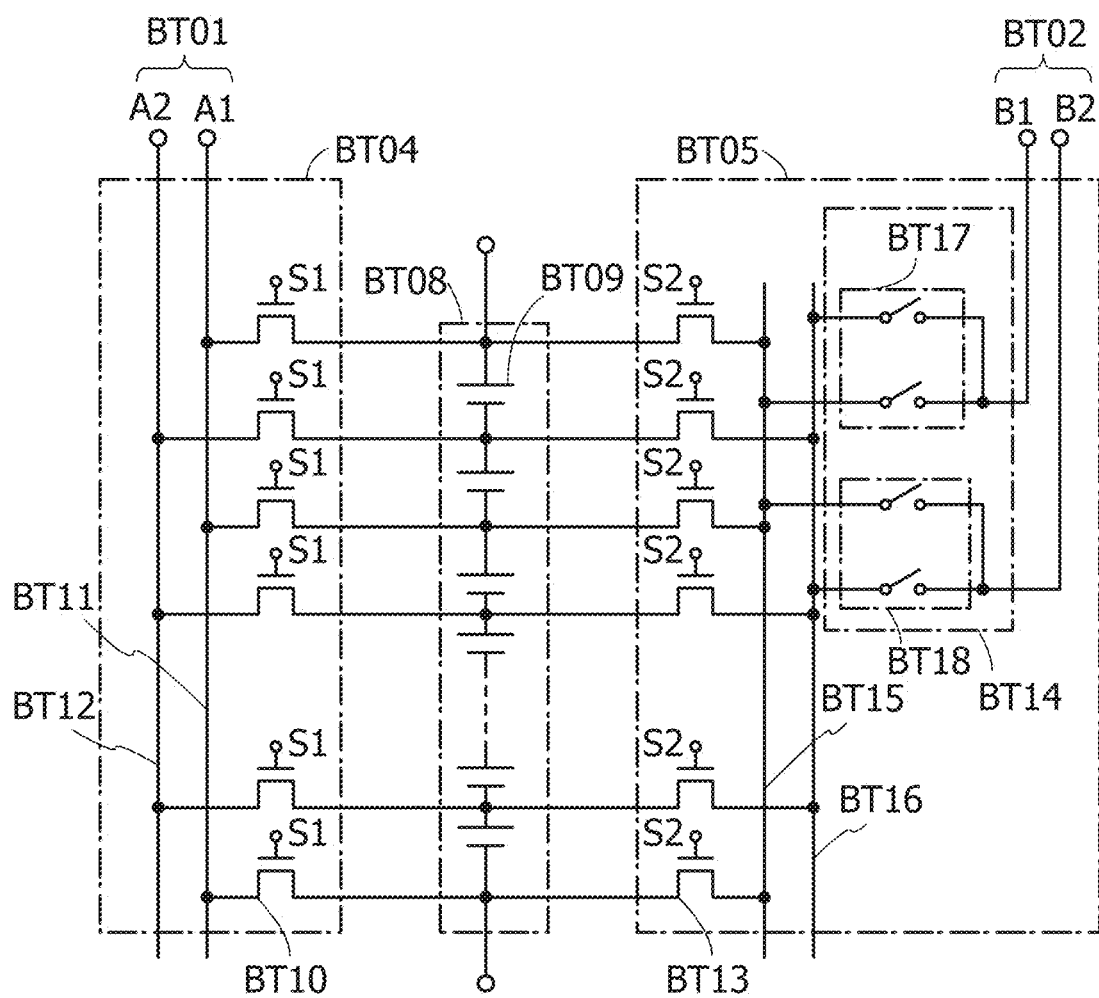 BT01
BT02
A2 A1
B1 B2
BT04
BT05
BT17
S1
BT08
BT09
S2
S1
S2
S1
S2
S1
S2
BT11
BT18
BT14
BT12
BT15
S1
S2
BT16
S1
S2
BT10
BT13